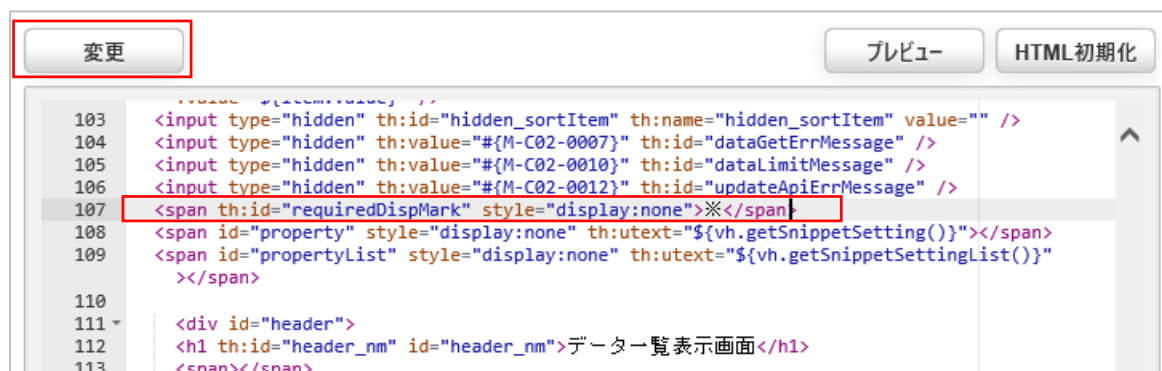 変更 プレビュー HTML初期化
103 <input type="hidden" th:id="hidden_sortItem" th:name="hidden_sortItem" value="" />
104 <input type="hidden" th:value="#{M-C02-0007}" th:id="dataGetErrMessage" />
105 <input type="hidden" th:value="#{M-C02-0010}" th:id="dataLimitMessage" />
106 <input type="hidden" th:value="#{M-C02-0012}" th:id="updateApiErrMessage" />
107 <span th:id="requiredDispMark" style="display:none">※</span>
108 <span id="property" style="display:none" th:utext="${vh.getSnippetSetting()}"></span>
109 <span id="propertyList" style="display:none" th:utext="${vh.getSnippetSettingList()}"
></span>
110
111 <div id="header">
112 <h1 th:id="header_nm" id="header_nm">データ一覧表示画面</h1>
113 <span></span>